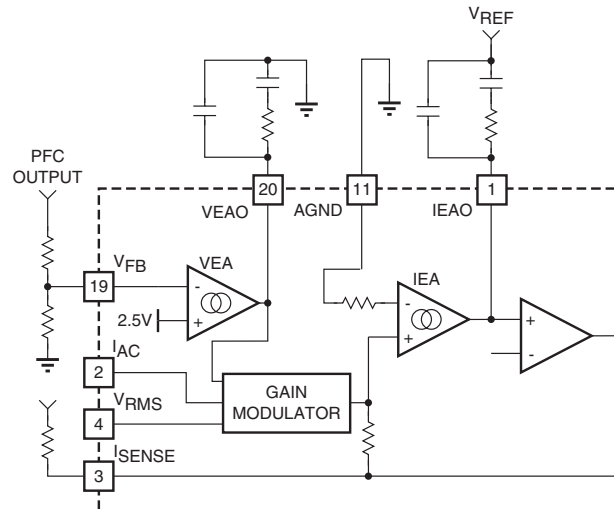 VREF
PFC
OUTPUT
20
11
1
VEAO
AGND
IEAO
VFB
VEA
IEA
19
-
2.5V
+
-
+
+
-
IAC
2
GAIN
MODULATOR
VRMS
4
ISENSE
3